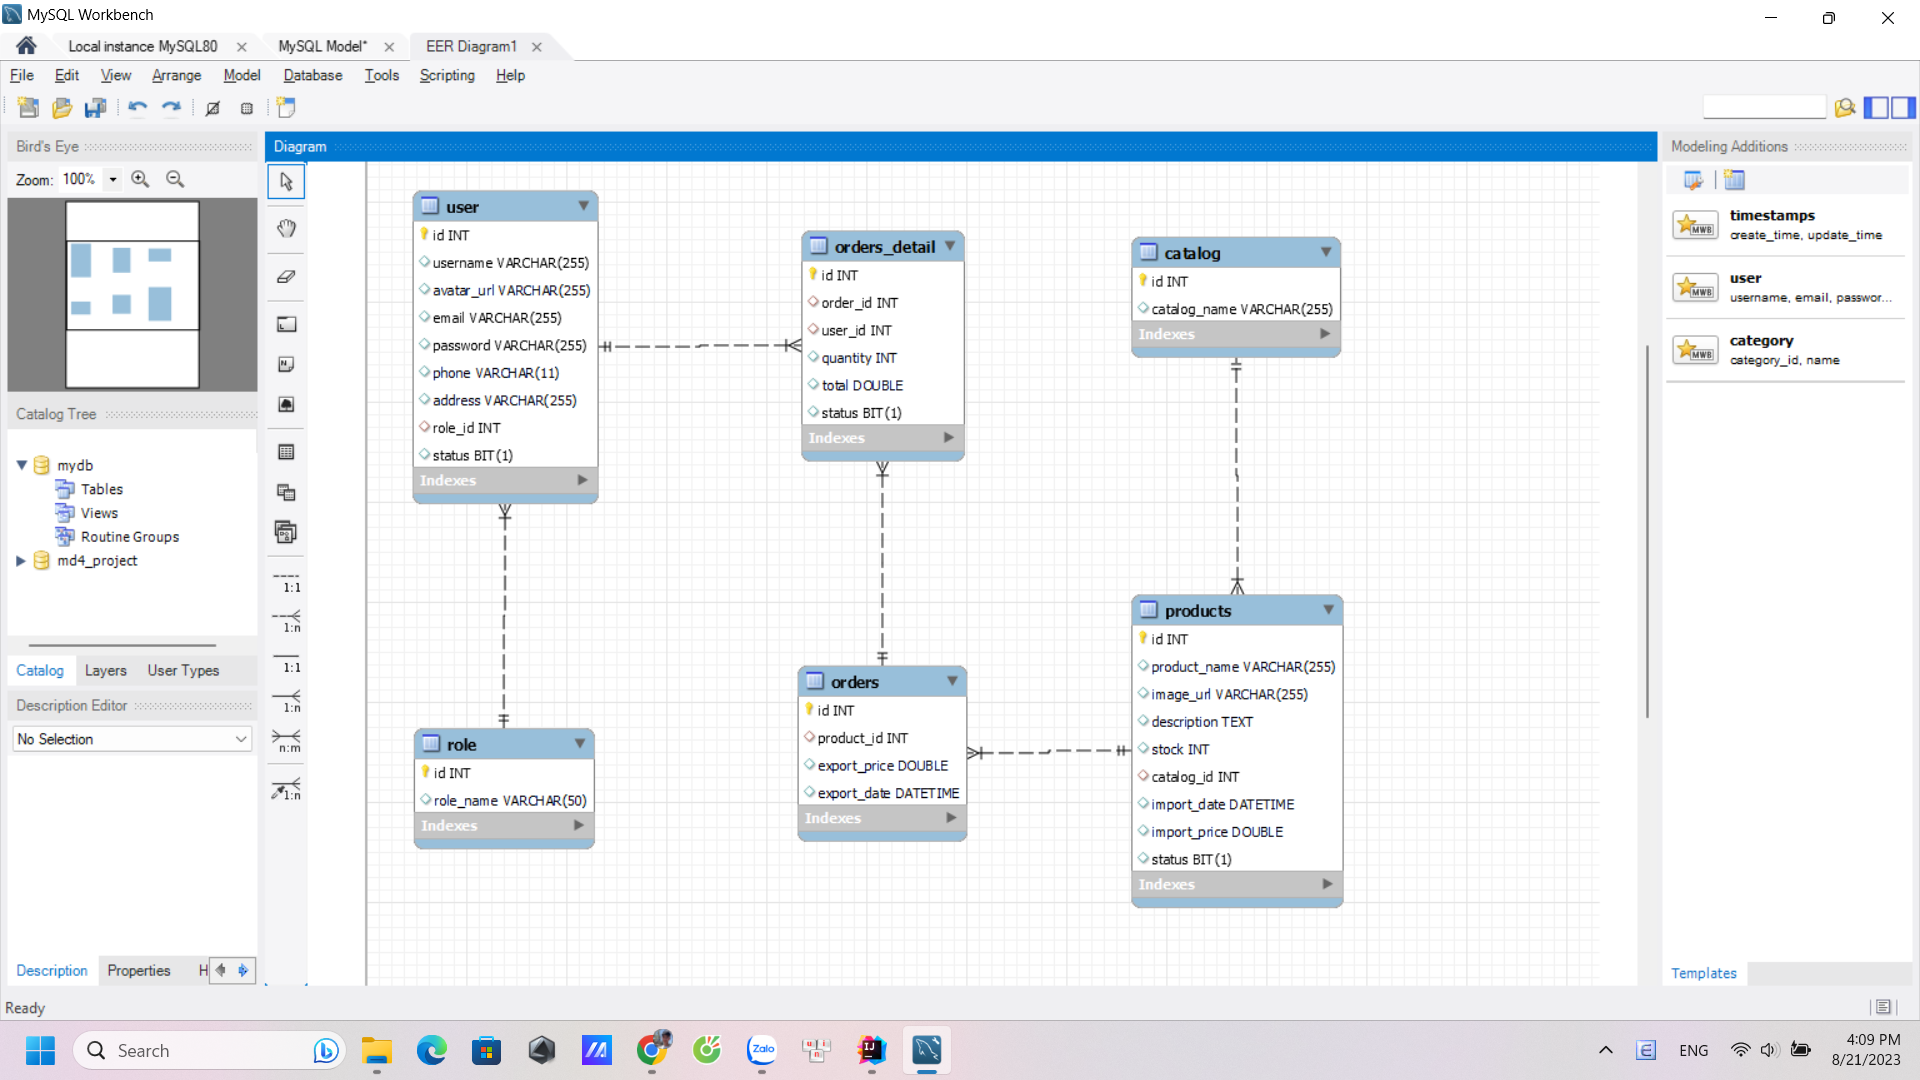 MySQL Workbench
Local instance MySQL80
MySQL Model*
EER Diagram1
File Edit View Arrange Model Database Tools Scripting Help
Bird's Eye
Zoom: 100%
Catalog Tree
mydb
Tables
Views
Routine Groups
md4_project
Catalog Layers User Types
Description Editor
No Selection
Description Properties H
Diagram
1:1
1:n
1:1
1:n
n:m
1:n
user
id INT
username VARCHAR(255)
avatar_url VARCHAR(255)
email VARCHAR(255)
password VARCHAR(255)
phone VARCHAR(11)
address VARCHAR(255)
role_id INT
status BIT(1)
Indexes
role
id INT
role_name VARCHAR(50)
Indexes
orders_detail
id INT
order_id INT
user_id INT
quantity INT
total DOUBLE
status BIT(1)
Indexes
orders
id INT
product_id INT
export_price DOUBLE
export_date DATETIME
Indexes
catalog
id INT
catalog_name VARCHAR(255)
Indexes
products
id INT
product_name VARCHAR(255)
image_url VARCHAR(255)
description TEXT
stock INT
catalog_id INT
import_date DATETIME
import_price DOUBLE
status BIT(1)
Indexes
Modeling Additions
MWB
timestamps
create_time, update_time
MWB
user
username, email, passwor...
MWB
category
category_id, name
Templates
Ready
Search
Zalo
IJ
ENG
4:09 PM
8/21/2023